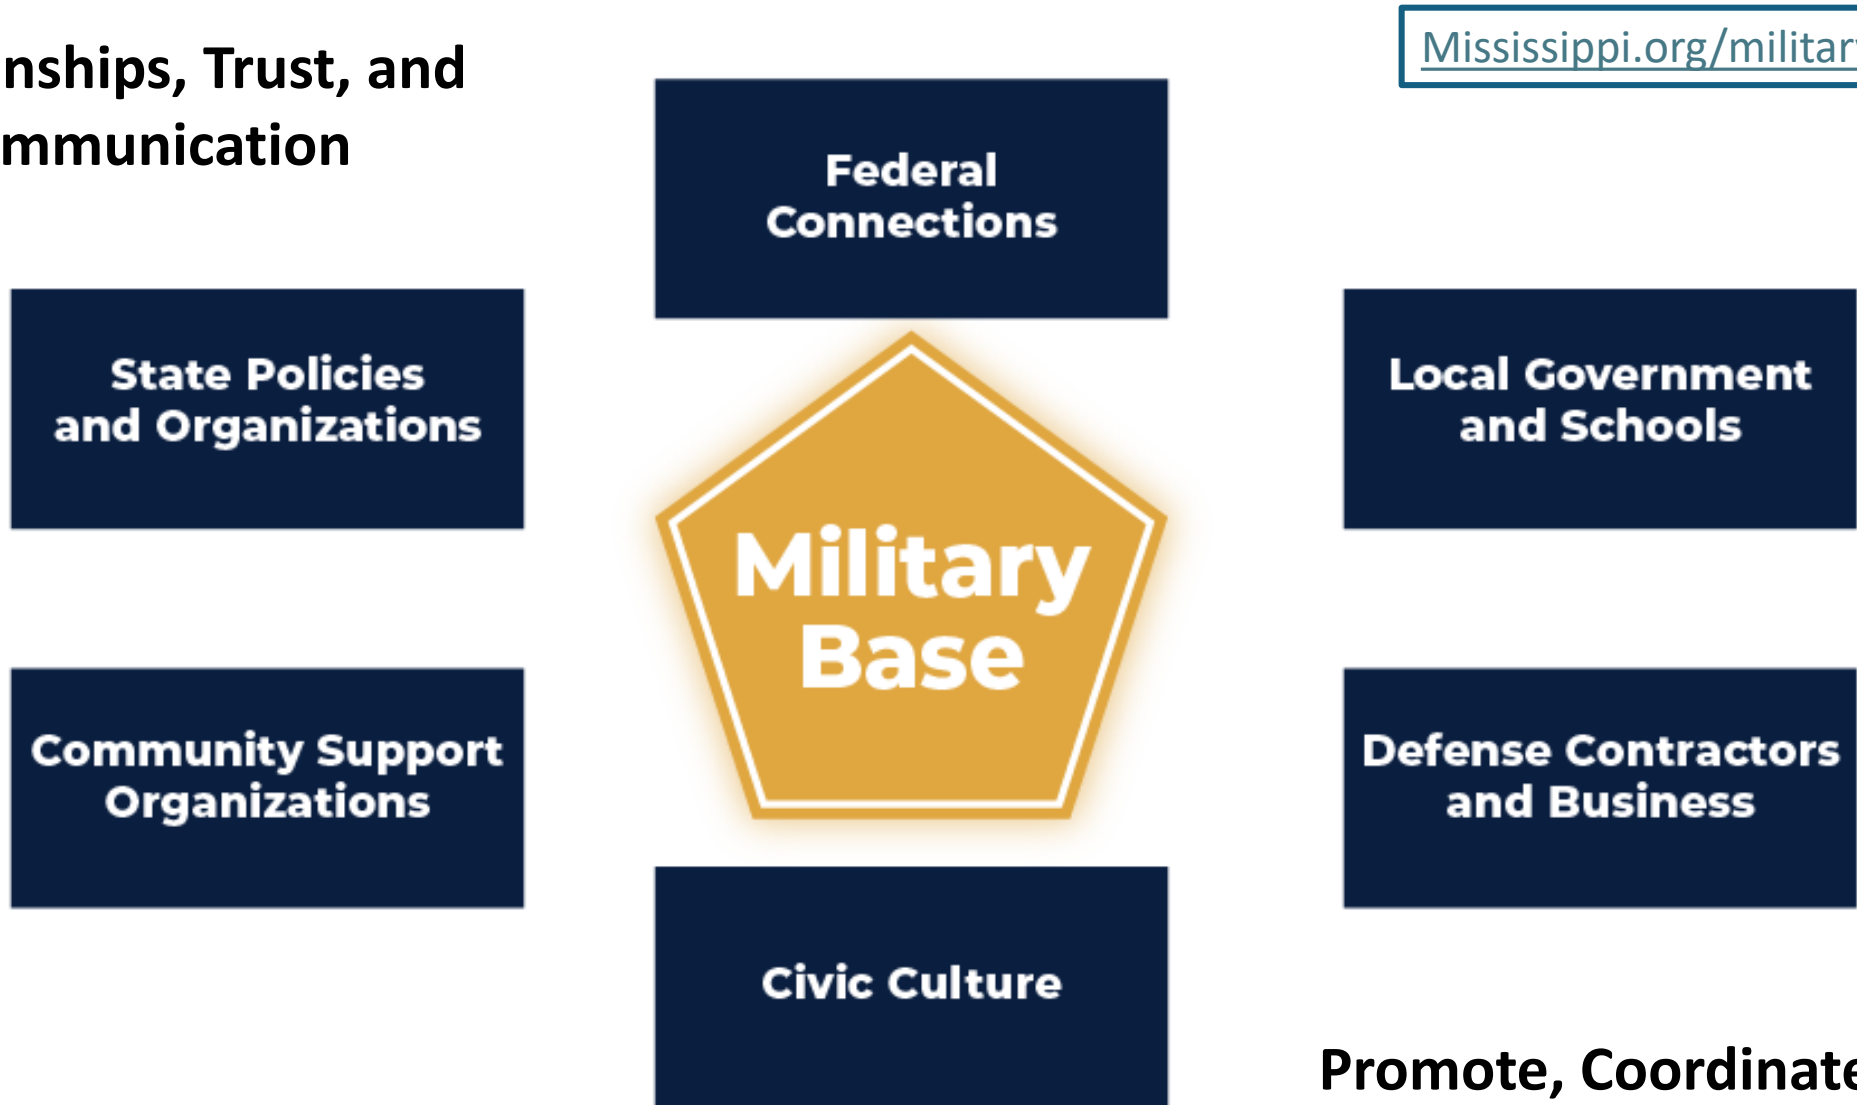 nships, Trust, and
mmunication
Mississippi.org/military
Federal
Connections
State Policies
and Organizations
Local Government
and Schools
Military
Base
Community Support
Organizations
Defense Contractors
and Business
Civic Culture
Promote, Coordinate